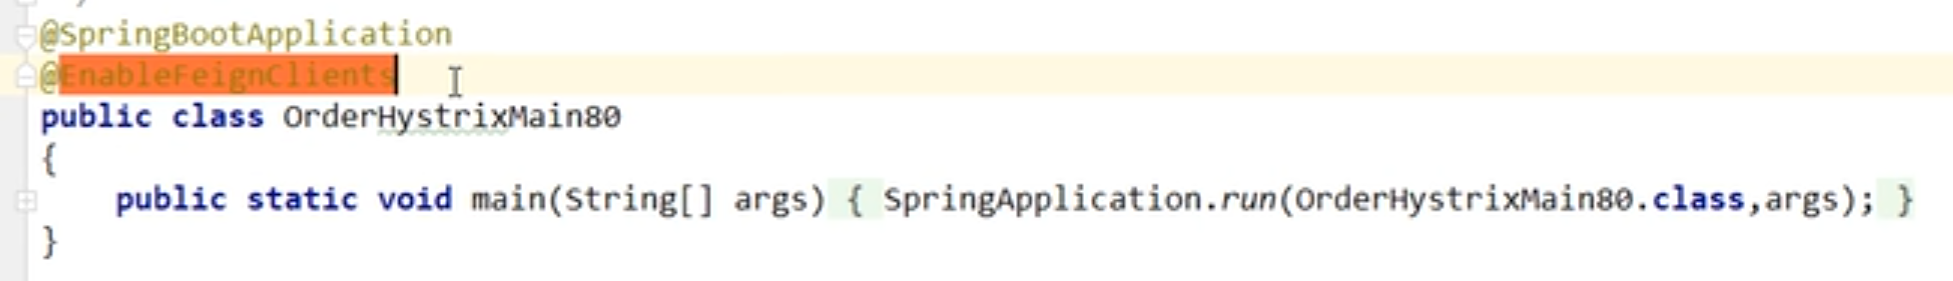 @SpringBootApplication
@EnableFeignClients
public class OrderHystrixMain80
{
public static void main(String[] args) { SpringApplication.run(OrderHystrixMain80.class,args); }
}